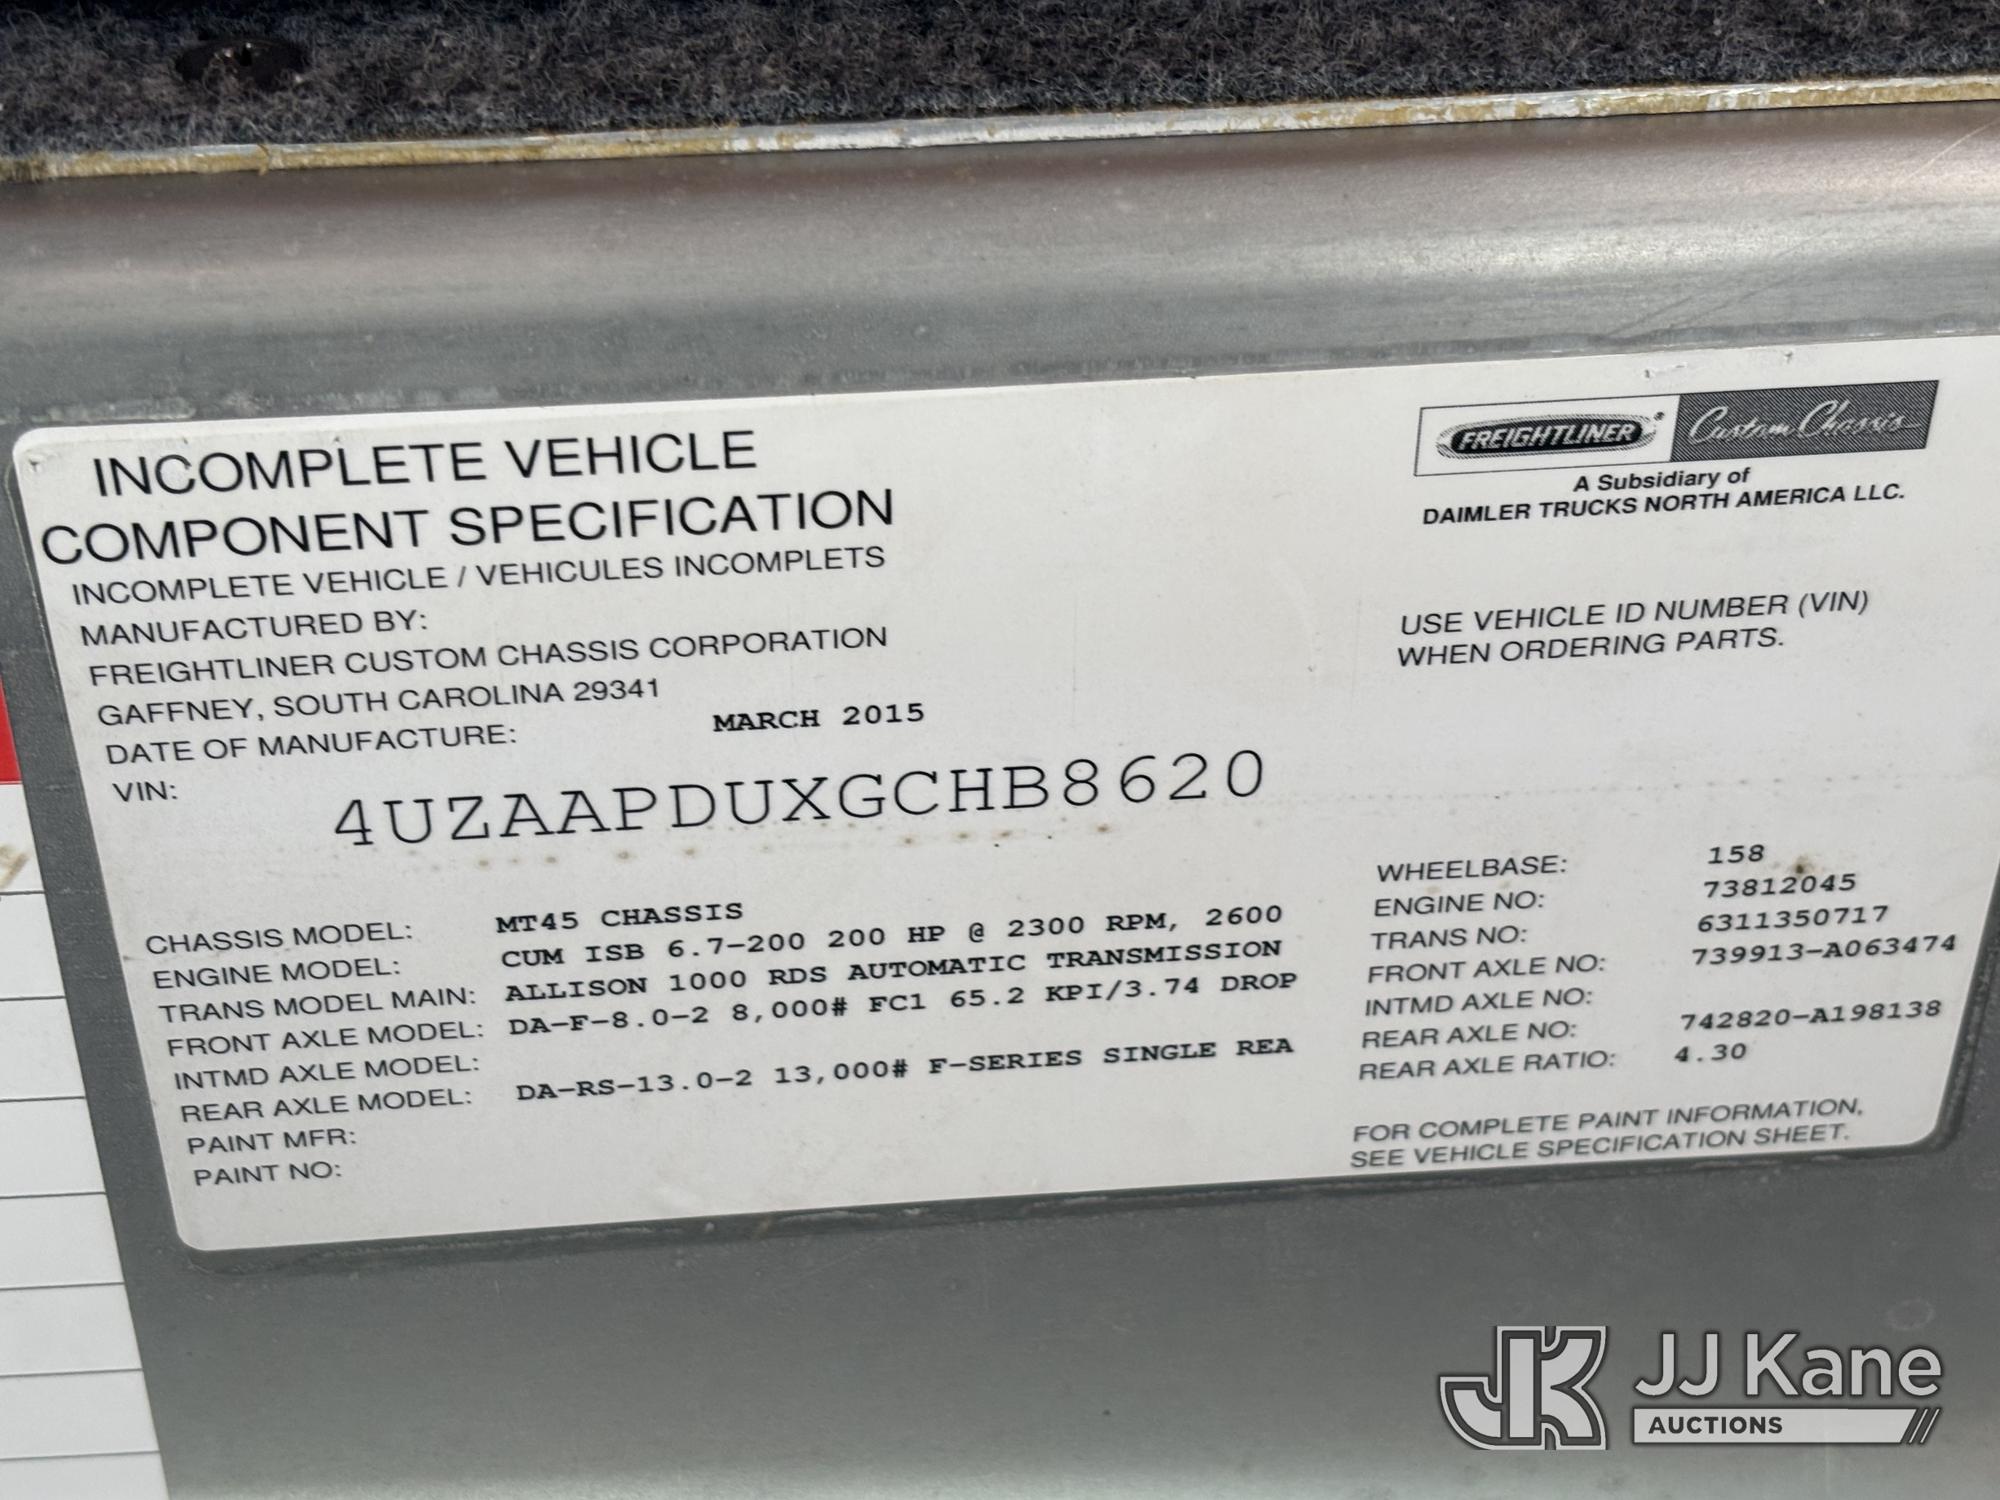 INCOMPLETE VEHICLE
COMPONENT SPECIFICATION
INCOMPLETE VEHICLE / VEHICULES INCOMPLETS
MANUFACTURED BY:
FREIGHTLINER CUSTOM CHASSIS CORPORATION
GAFFNEY, SOUTH CAROLINA 29341
DATE OF MANUFACTURE: MARCH 2015
VIN:
4UZAAPDUXGCHB8620
FREIGHTLINER® Custom Chassis
A Subsidiary of
DAIMLER TRUCKS NORTH AMERICA LLC.
USE VEHICLE ID NUMBER (VIN)
WHEN ORDERING PARTS.
CHASSIS MODEL: MT45 CHASSIS
ENGINE MODEL: CUM ISB 6.7-200 200 HP @ 2300 RPM, 2600
TRANS MODEL MAIN: ALLISON 1000 RDS AUTOMATIC TRANSMISSION
FRONT AXLE MODEL: DA-F-8.0-2 8,000# FC1 65.2 KPI/3.74 DROP
INTMD AXLE MODEL:
REAR AXLE MODEL: DA-RS-13.0-2 13,000# F-SERIES SINGLE REA
PAINT MFR:
PAINT NO:
WHEELBASE: 158
ENGINE NO: 73812045
TRANS NO: 6311350717
FRONT AXLE NO: 739913-A063474
INTMD AXLE NO:
REAR AXLE NO: 742820-A198138
REAR AXLE RATIO: 4.30
FOR COMPLETE PAINT INFORMATION,
SEE VEHICLE SPECIFICATION SHEET.
JK JJ Kane
AUCTIONS